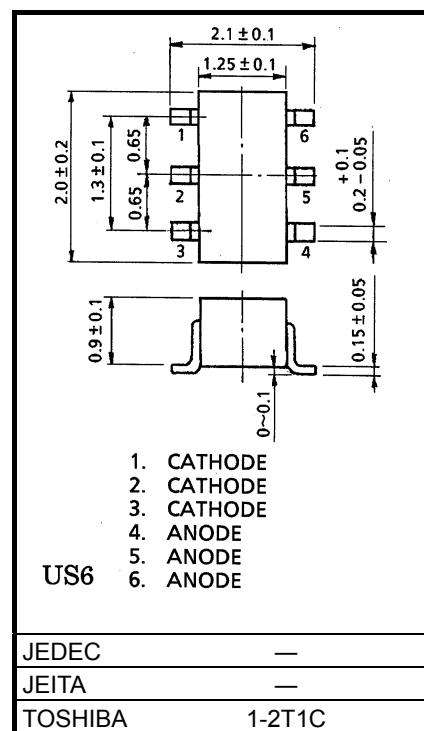 2.1±0.1
1.25±0.1
2.0±0.2
1.3±0.1
0.65
0.65
1
2
3
6
5
4
+0.1
0.2−0.05
0.9±0.1
0~0.1
0.15±0.05
1. CATHODE
2. CATHODE
3. CATHODE
4. ANODE
5. ANODE
US6 6. ANODE
JEDEC —
JEITA —
TOSHIBA 1-2T1C